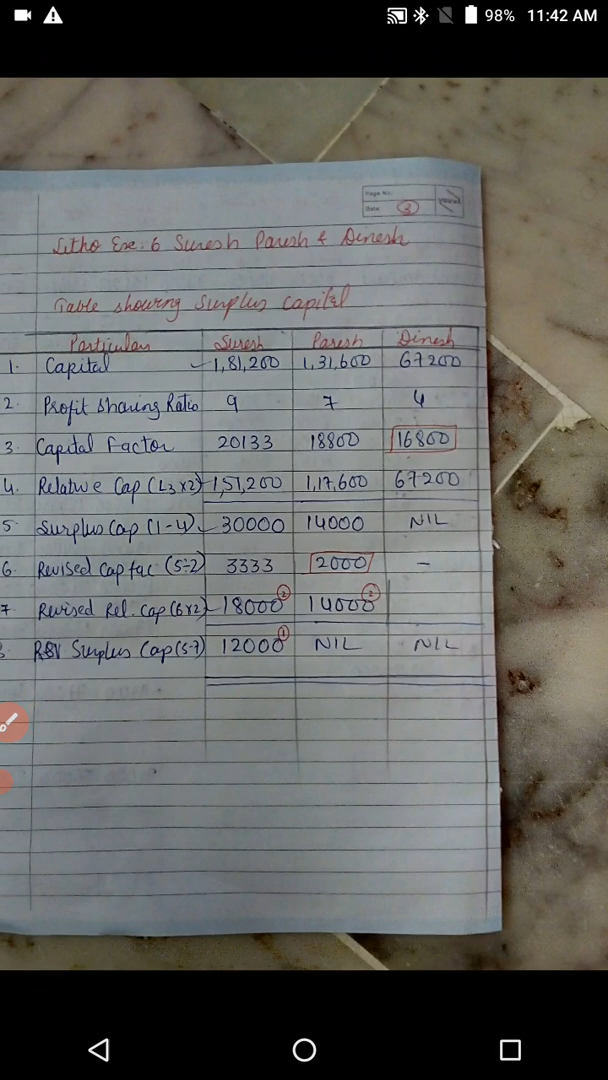 98% 11:42 AM
Page No.
Date 3
Litho Exe: 6 Suresh Paresh & Dinesh
Table showing Surplus capital
Particulars Suresh Paresh Dinesh
1. Capital 1,81,200 1,31,600 67200
2. Profit Sharing Ratio 9 7 4
3. Capital Factor 20133 18800 16800
4. Relative Cap (L3x2) 1,51,200 1,17,600 67200
5. Surplus Cap (1-4) 30000 14000 NIL
6. Revised Cap fac (5÷2) 3333 2000 -
7 Revised Rel. Cap (6x2) 18000 2 14000 2
Surplus Cap (5-7) 12000 1 NIL NIL